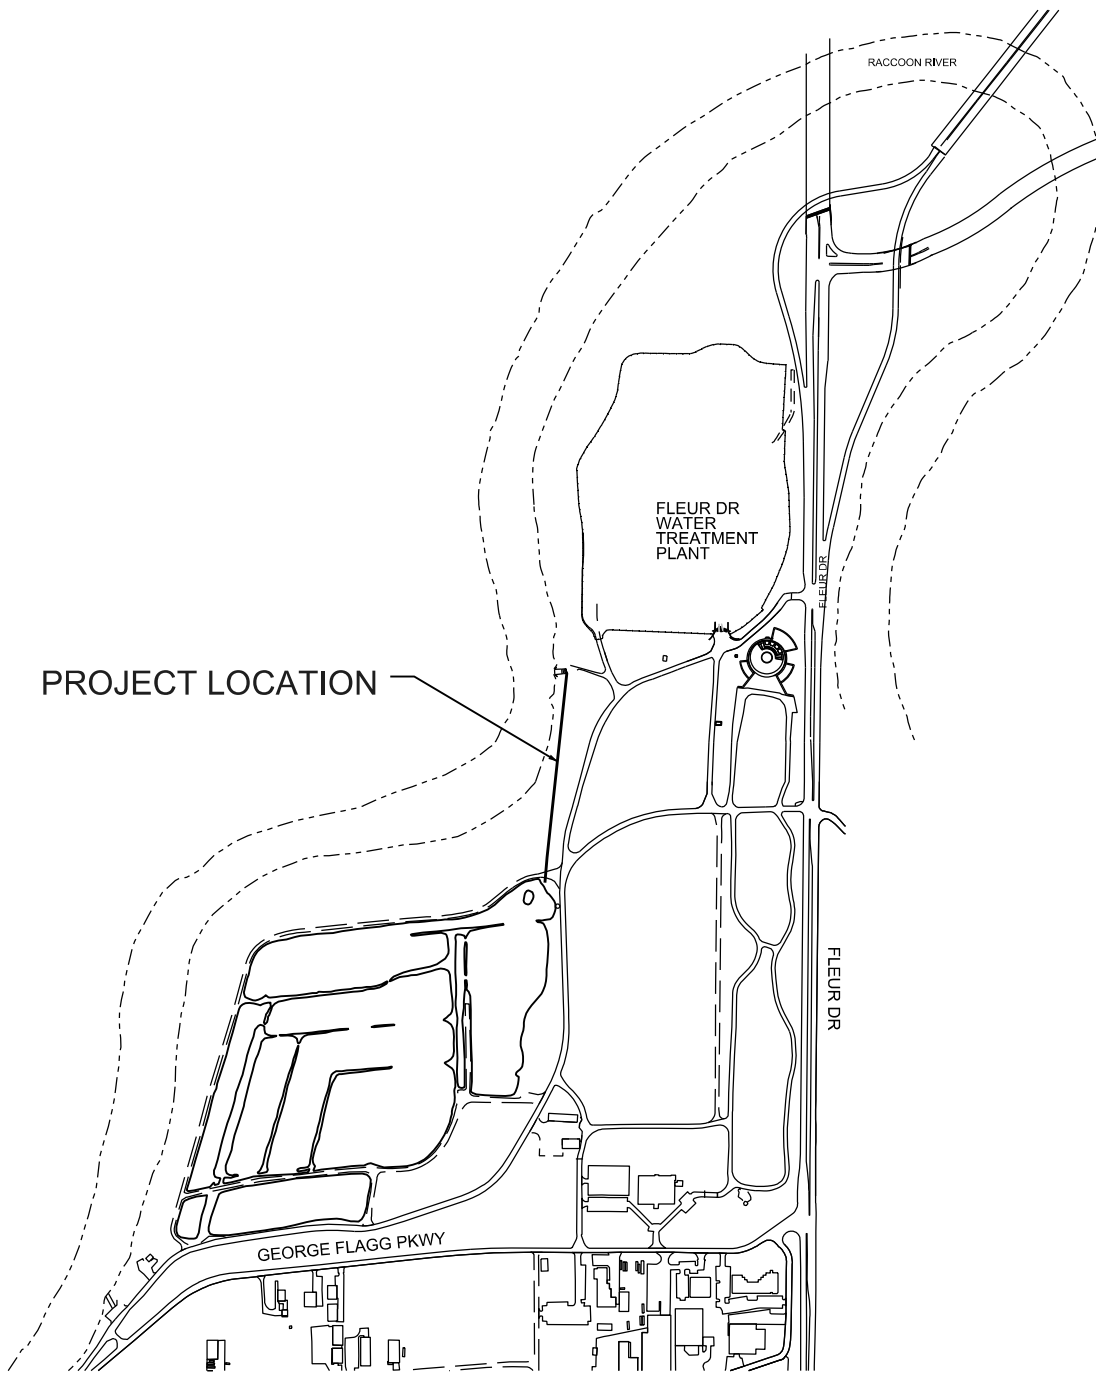 RACCOON RIVER
FLEUR DR
WATER
TREATMENT
PLANT
FLEUR DR
PROJECT LOCATION
FLEUR DR
GEORGE FLAGG PKWY